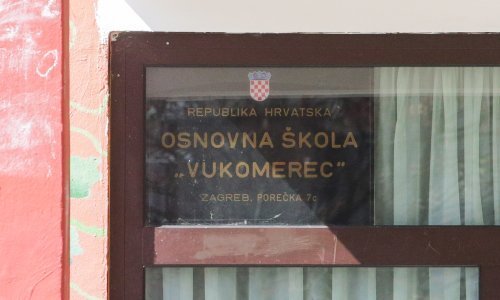 REPUBLIKA HRVATSKA
OSNOVNA ŠKOLA
„VUKOMEREC”
ZAGREB, POREČKA 7c